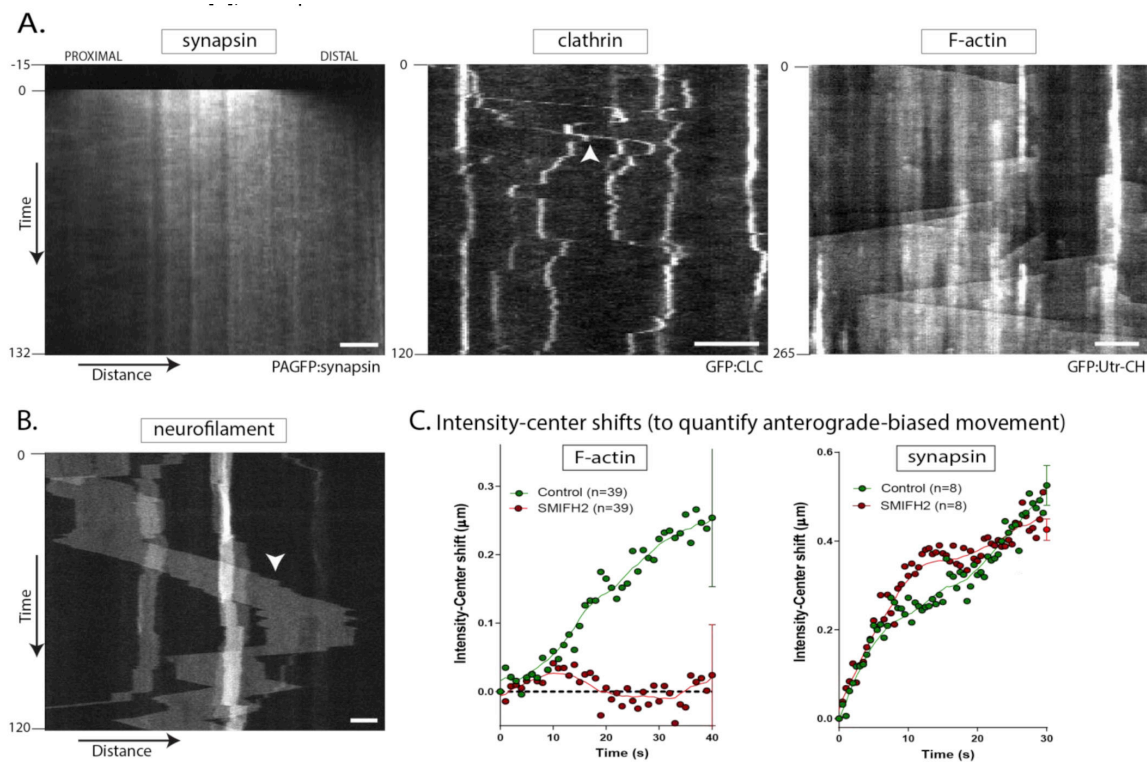 A.
synapsin
clathrin
F-actin
PROXIMAL
DISTAL
-15
0
Time
132
Distance
PAGFP:synapsin
0
120
GFP:CLC
0
265
GFP:Utr-CH
B.
neurofilament
0
Time
120
Distance
C. Intensity-center shifts (to quantify anterograde-biased movement)
F-actin
Control (n=39)
SMIFH2 (n=39)
Intensity-Center shift (µm)
0.3
0.2
0.1
0.0
0 10 20 30 40
Time (s)
synapsin
Control (n=8)
SMIFH2 (n=8)
Intensity-Center shift (µm)
0.6
0.4
0.2
0.0
0 10 20 30
Time (s)